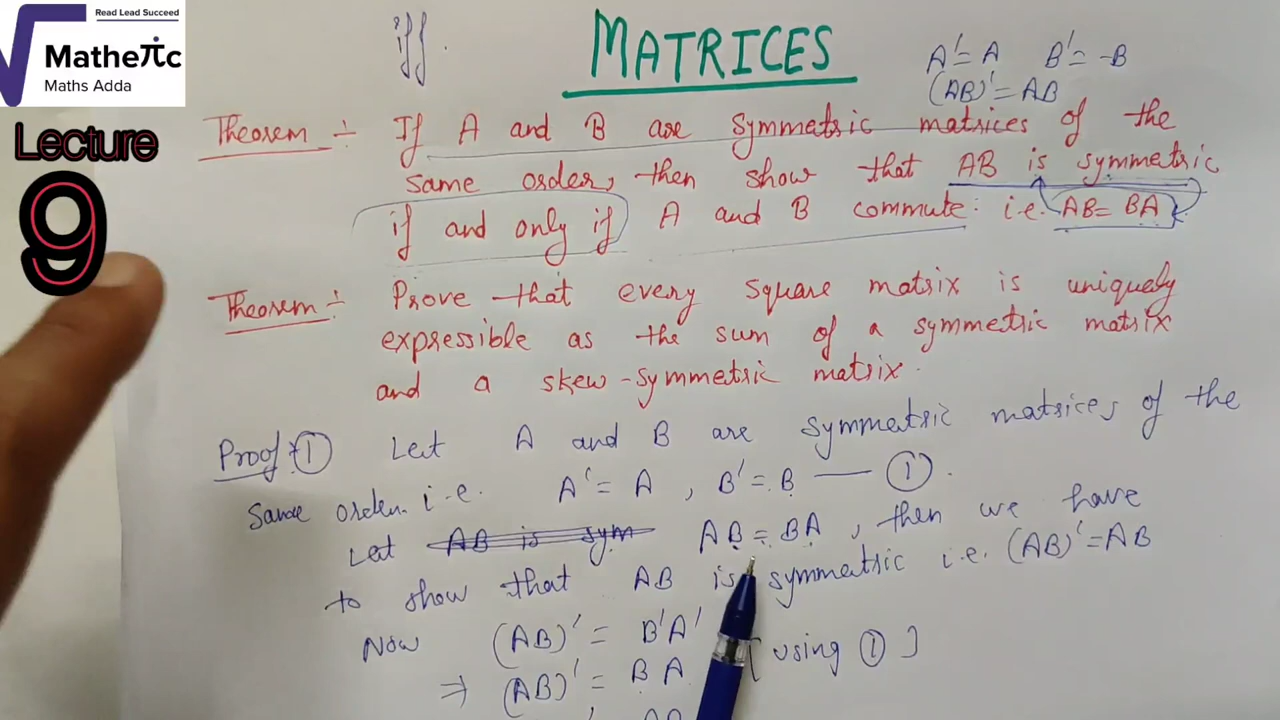 Read Lead Succeed
Matheπc
Maths Adda
Lecture
9
iff.
MATRICES
A' = A B' = -B
(AB)' = AB
Theorem :- If A and B are Symmetric matrices of the
same order, then show that AB is symmetric
if and only if A and B commute: i.e. AB = BA
Theorem :- Prove that every square matrix is uniquely
expressible as the sum of a symmetric matrix
and a skew-symmetric matrix.
Proof :- ① Let A and B are symmetric matrices of the
Same order. i.e. A' = A , B' = B — ①.
Let AB is sym AB = BA , then we have
to show that AB is symmetric i.e. (AB)' = AB
Now (AB)' = B'A'
⇒ (AB)' = B A [using ①]